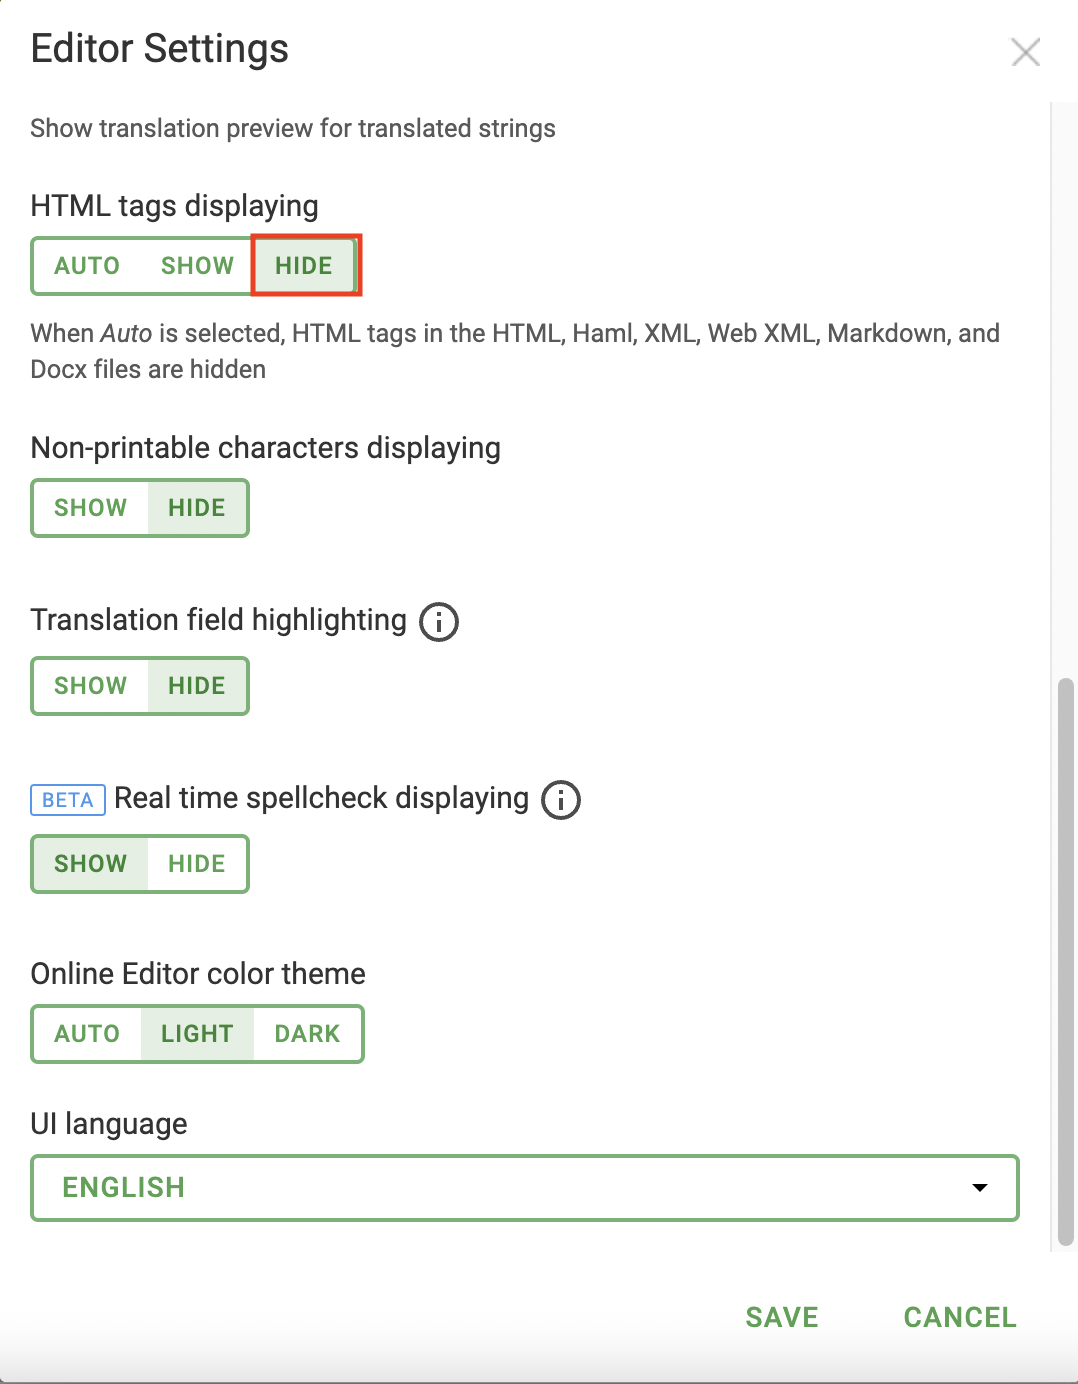 Editor Settings
Show translation preview for translated strings
HTML tags displaying
AUTO SHOW HIDE
When Auto is selected, HTML tags in the HTML, Haml, XML, Web XML, Markdown, and
Docx files are hidden
Non-printable characters displaying
SHOW HIDE
Translation field highlighting
SHOW HIDE
BETA Real time spellcheck displaying
SHOW HIDE
Online Editor color theme
AUTO LIGHT DARK
UI language
ENGLISH
SAVE CANCEL